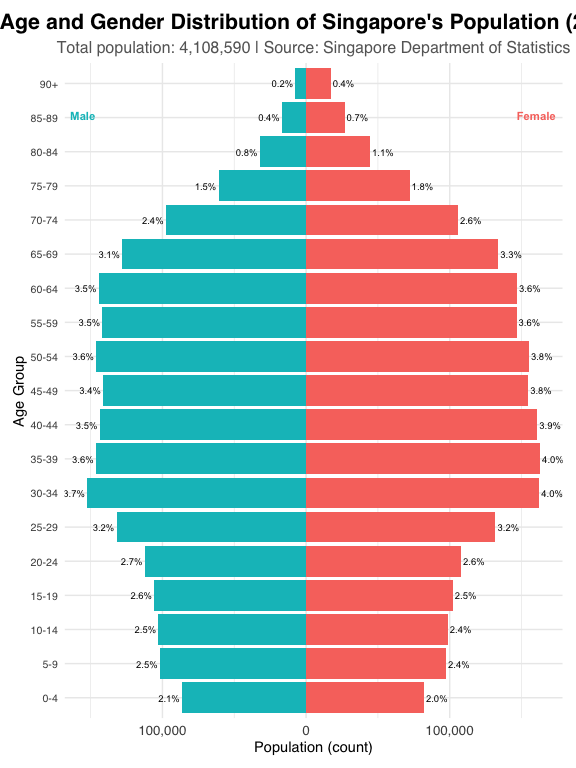 Age and Gender Distribution of Singapore's Population (2
Total population: 4,108,590 | Source: Singapore Department of Statistics
90+ 0.2% 0.4%
85-89 Male 0.4% 0.7% Female
80-84 0.8% 1.1%
75-79 1.5% 1.8%
70-74 2.4% 2.6%
65-69 3.1% 3.3%
60-64 3.5% 3.6%
55-59 3.5% 3.6%
50-54 3.6% 3.8%
45-49 3.4% 3.8%
40-44 3.5% 3.9%
35-39 3.6% 4.0%
30-34 3.7% 4.0%
25-29 3.2% 3.2%
20-24 2.7% 2.6%
15-19 2.6% 2.5%
10-14 2.5% 2.4%
5-9 2.5% 2.4%
0-4 2.1% 2.0%
Age Group
100,000 0 100,000
Population (count)